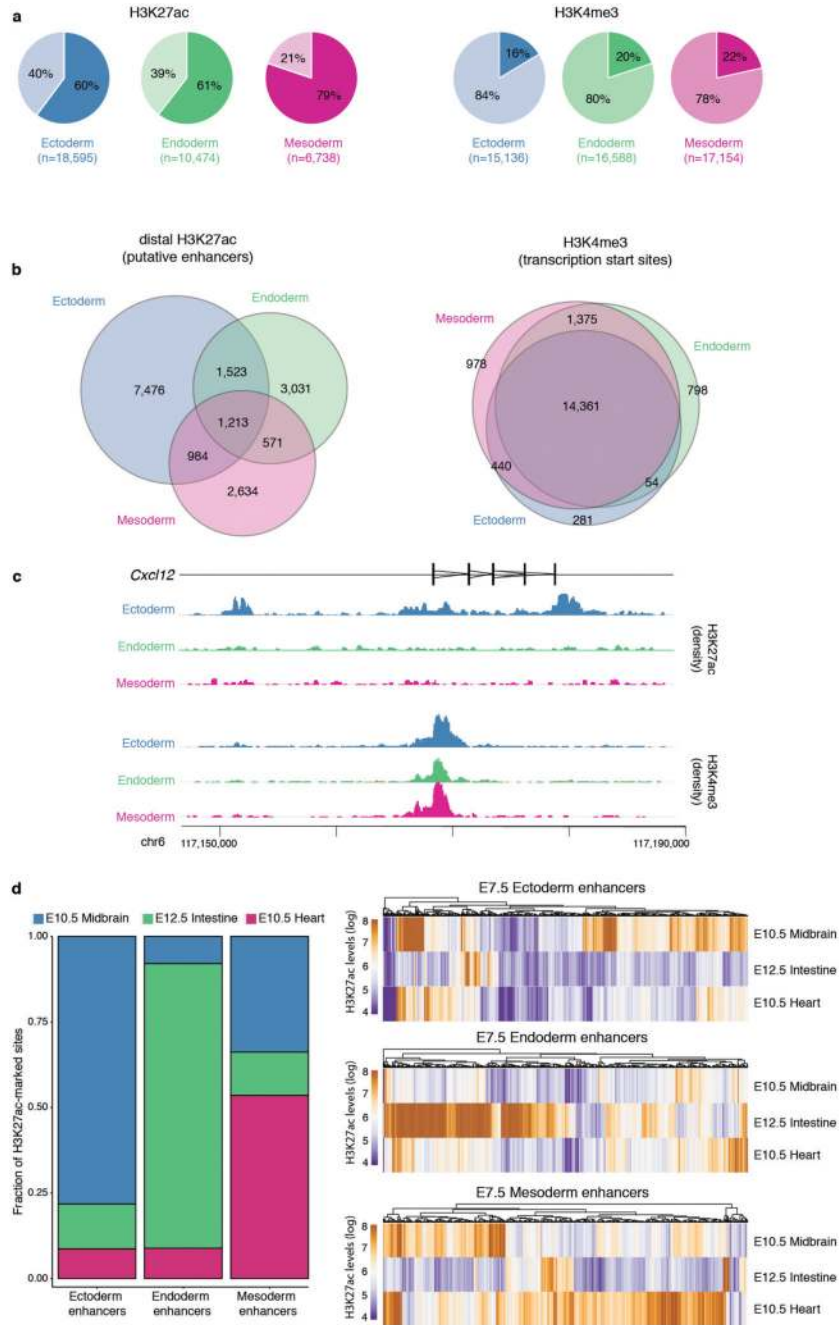 a
H3K27ac
H3K4me3
40%
60%
39%
61%
21%
79%
16%
84%
20%
80%
22%
78%
Ectoderm
(n=18,595)
Endoderm
(n=10,474)
Mesoderm
(n=6,738)
Ectoderm
(n=15,136)
Endoderm
(n=16,588)
Mesoderm
(n=17,154)
b
distal H3K27ac
(putative enhancers)
Ectoderm
Endoderm
7,476
1,523
3,031
1,213
984
571
2,634
Mesoderm
H3K4me3
(transcription start sites)
Mesoderm
1,375
Endoderm
978
798
14,361
440
54
Ectoderm
281
c
Cxcl12
Ectoderm
Endoderm
Mesoderm
H3K27ac
(density)
Ectoderm
Endoderm
Mesoderm
H3K4me3
(density)
chr6
117,150,000
117,190,000
d
E10.5 Midbrain
E12.5 Intestine
E10.5 Heart
Fraction of H3K27ac-marked sites
1.00
0.75
0.50
0.25
0.00
Ectoderm
enhancers
Endoderm
enhancers
Mesoderm
enhancers
E7.5 Ectoderm enhancers
H3K27ac levels (log)
8
7
6
5
4
E10.5 Midbrain
E12.5 Intestine
E10.5 Heart
E7.5 Endoderm enhancers
H3K27ac levels (log)
8
7
6
5
4
E10.5 Midbrain
E12.5 Intestine
E10.5 Heart
E7.5 Mesoderm enhancers
H3K27ac levels (log)
8
7
6
5
4
E10.5 Midbrain
E12.5 Intestine
E10.5 Heart